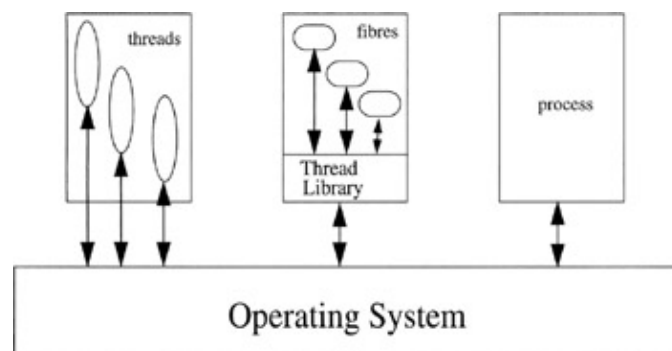 threads
fibres
process
Thread
Library
Operating System